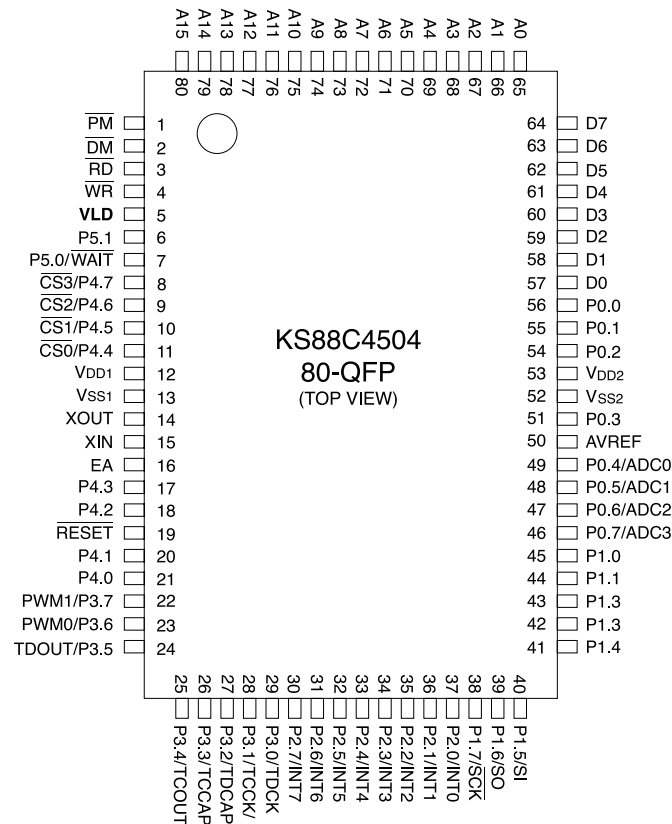 A15 A14 A13 A12 A11 A10 A9 A8 A7 A6 A5 A4 A3 A2 A1 A0
80 79 78 77 76 75 74 73 72 71 70 69 68 67 66 65
PM 1
DM 2
RD 3
WR 4
VLD 5
P5.1 6
P5.0/WAIT 7
CS3/P4.7 8
CS2/P4.6 9
CS1/P4.5 10
CS0/P4.4 11
VDD1 12
VSS1 13
XOUT 14
XIN 15
EA 16
P4.3 17
P4.2 18
RESET 19
P4.1 20
P4.0 21
PWM1/P3.7 22
PWM0/P3.6 23
TDOUT/P3.5 24
KS88C4504
80-QFP
(TOP VIEW)
64 D7
63 D6
62 D5
61 D4
60 D3
59 D2
58 D1
57 D0
56 P0.0
55 P0.1
54 P0.2
53 VDD2
52 VSS2
51 P0.3
50 AVREF
49 P0.4/ADC0
48 P0.5/ADC1
47 P0.6/ADC2
46 P0.7/ADC3
45 P1.0
44 P1.1
43 P1.3
42 P1.3
41 P1.4
25 26 27 28 29 30 31 32 33 34 35 36 37 38 39 40
P3.4/TCOUT
P3.3/TCCAP
P3.2/TDCAP
P3.1/TCCK/
P3.0/TDCK
P2.7/INT7
P2.6/INT6
P2.5/INT5
P2.4/INT4
P2.3/INT3
P2.2/INT2
P2.1/INT1
P2.0/INT0
P1.7/SCK
P1.6/SO
P1.5/SI